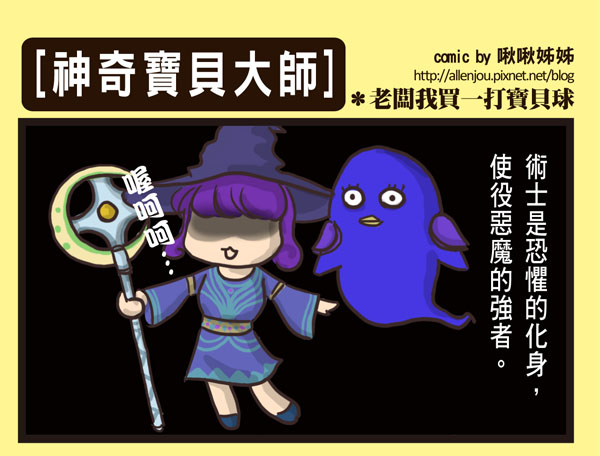 [神奇寶貝大師]
comic by 啾啾姊姊
http://allenjou.pixnet.net/blog
＊老闆我買一打寶貝球
喔呵呵…
術士是恐懼的化身，
使役惡魔的強者。